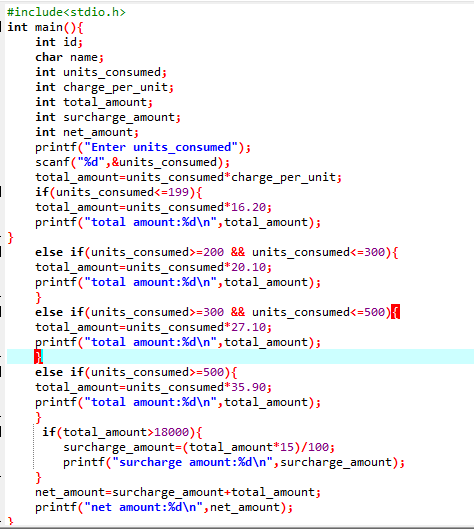 #include<stdio.h>
int main(){
int id;
char name;
int units_consumed;
int charge_per_unit;
int total_amount;
int surcharge_amount;
int net_amount;
printf("Enter units_consumed");
scanf("%d",&units_consumed);
total_amount=units_consumed*charge_per_unit;
if(units_consumed<=199){
total_amount=units_consumed*16.20;
printf("total amount:%d\n",total_amount);
}
else if(units_consumed>=200 && units_consumed<=300){
total_amount=units_consumed*20.10;
printf("total amount:%d\n",total_amount);
}
else if(units_consumed>=300 && units_consumed<=500){
total_amount=units_consumed*27.10;
printf("total amount:%d\n",total_amount);
}
else if(units_consumed>=500){
total_amount=units_consumed*35.90;
printf("total amount:%d\n",total_amount);
}
if(total_amount>18000){
surcharge_amount=(total_amount*15)/100;
printf("surcharge amount:%d\n",surcharge_amount);
}
net_amount=surcharge_amount+total_amount;
printf("net amount:%d\n",net_amount);
}